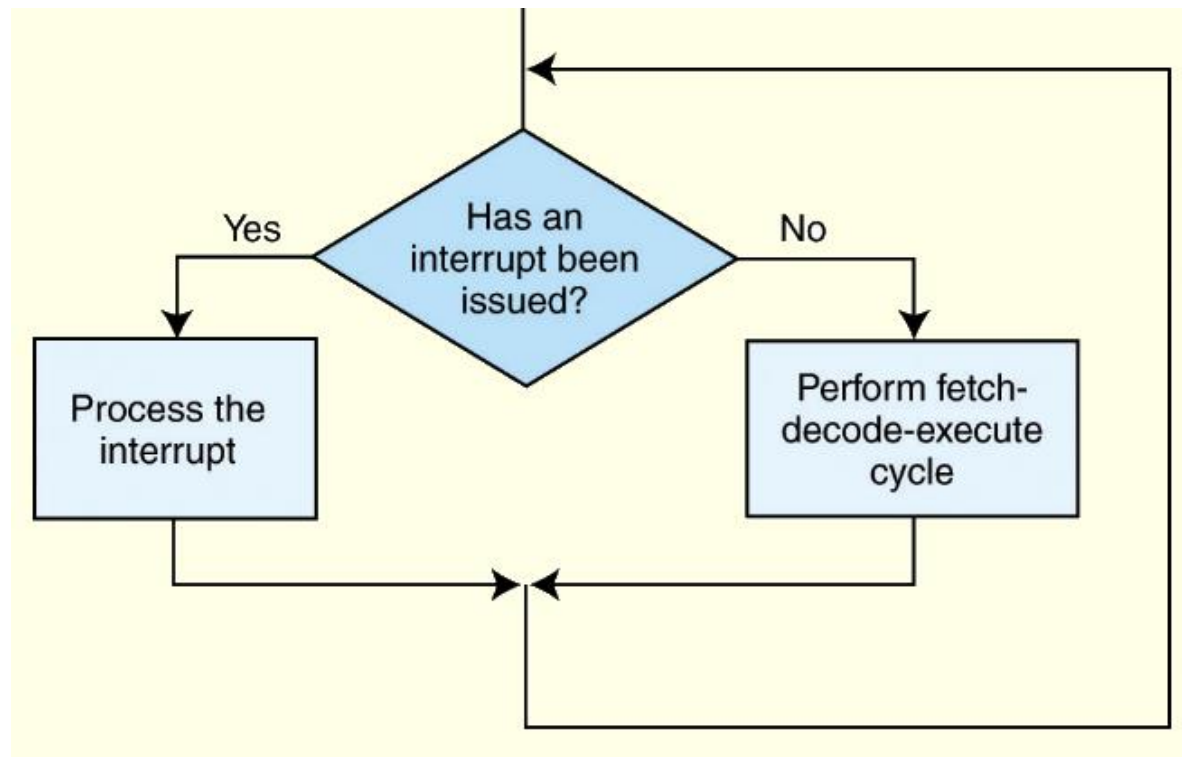 Has an
interrupt been
issued?
Yes
No
Process the
interrupt
Perform fetch-
decode-execute
cycle